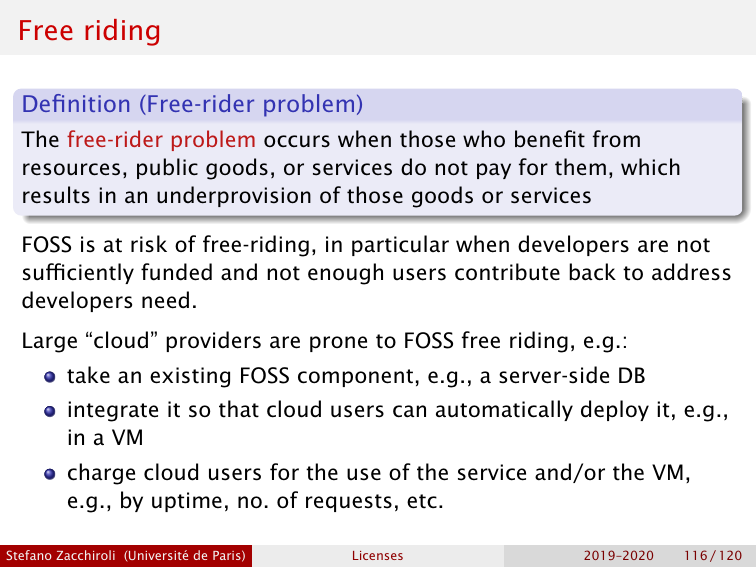 Free riding
Definition (Free-rider problem)
The free-rider problem occurs when those who benefit from
resources, public goods, or services do not pay for them, which
results in an underprovision of those goods or services
FOSS is at risk of free-riding, in particular when developers are not
sufficiently funded and not enough users contribute back to address
developers need.
Large “cloud” providers are prone to FOSS free riding, e.g.:
take an existing FOSS component, e.g., a server-side DB
integrate it so that cloud users can automatically deploy it, e.g.,
in a VM
charge cloud users for the use of the service and/or the VM,
e.g., by uptime, no. of requests, etc.
Stefano Zacchiroli (Université de Paris) Licenses 2019–2020 116 / 120